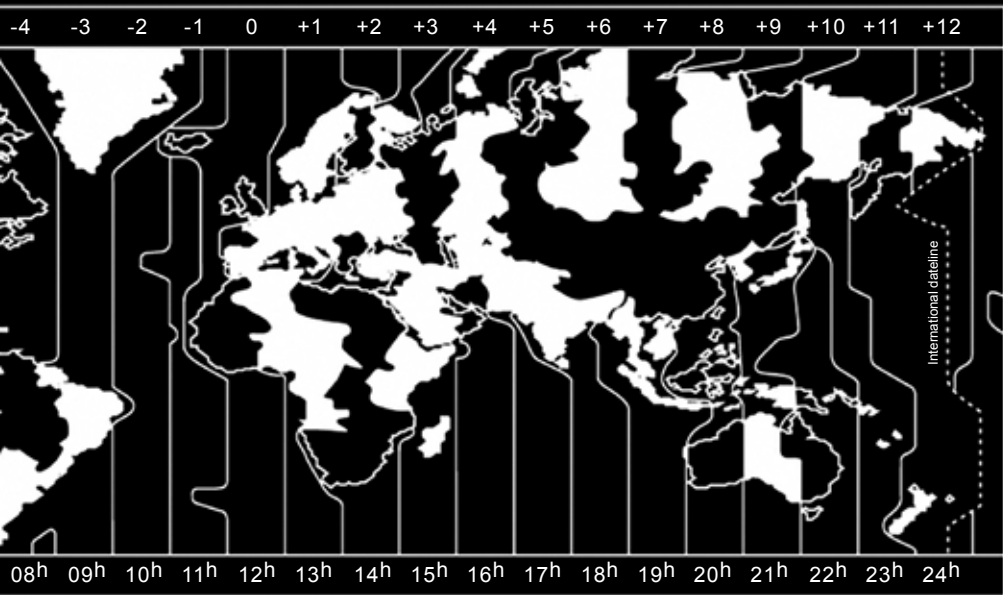 -4 -3 -2 -1 0 +1 +2 +3 +4 +5 +6 +7 +8 +9 +10 +11 +12
International dateline
08h 09h 10h 11h 12h 13h 14h 15h 16h 17h 18h 19h 20h 21h 22h 23h 24h